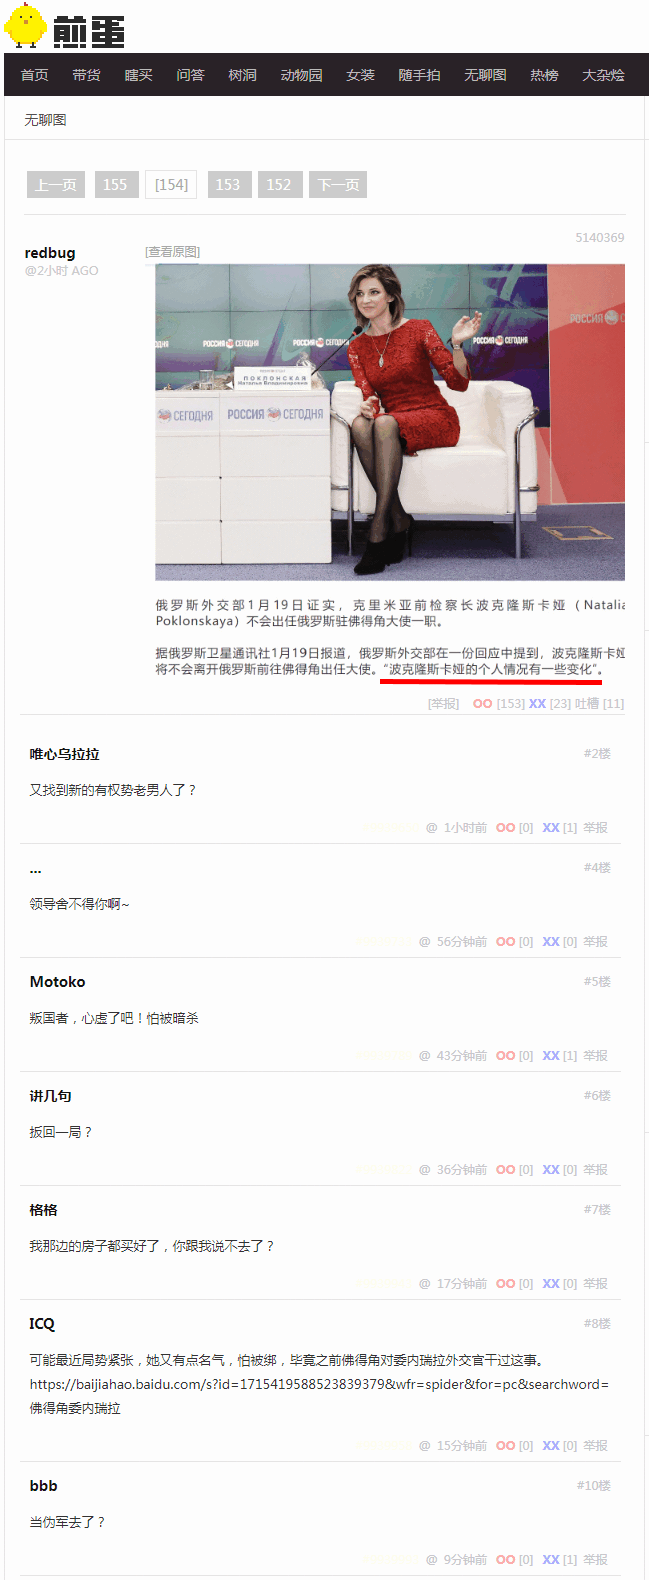 煎蛋
首页 带货 瞎买 问答 树洞 动物园 女装 随手拍 无聊图 热榜 大杂烩
无聊图
上一页 155 [154] 153 152 下一页
5140369
redbug
@2小时 AGO
[查看原图]
РОССИЯ СЕГОДНЯ
РОССИЯ СЕГОДНЯ
РОССИЯ С
ПОКЛОНСКАЯ
Наталья Владимировна
СЕГОДНЯ РОССИЯ СЕГОДНЯ
俄罗斯外交部1月19日证实，克里米亚前检察长波克隆斯卡娅（Natalia
Poklonskaya）不会出任俄罗斯驻佛得角大使一职。
据俄罗斯卫星通讯社1月19日报道，俄罗斯外交部在一份回应中提到，波克隆斯卡娅
将不会离开俄罗斯前往佛得角出任大使。“波克隆斯卡娅的个人情况有一些变化”。
[举报] OO [153] XX [23] 吐槽 [11]
唯心乌拉拉 #2楼
又找到新的有权势老男人了？
@ 1小时前 OO [0] XX [1] 举报
... #4楼
领导舍不得你啊~
@ 56分钟前 OO [0] XX [0] 举报
Motoko #5楼
叛国者，心虚了吧！怕被暗杀
@ 43分钟前 OO [0] XX [1] 举报
讲几句 #6楼
扳回一局？
@ 36分钟前 OO [0] XX [0] 举报
格格 #7楼
我那边的房子都买好了，你跟我说不去了？
@ 17分钟前 OO [0] XX [0] 举报
ICQ #8楼
可能最近局势紧张，她又有点名气，怕被绑，毕竟之前佛得角对委内瑞拉外交官干过这事。
https://baijiahao.baidu.com/s?id=1715419588523839379&wfr=spider&for=pc&searchword=
佛得角委内瑞拉
@ 15分钟前 OO [0] XX [0] 举报
bbb #10楼
当伪军去了？
@ 9分钟前 OO [0] XX [1] 举报